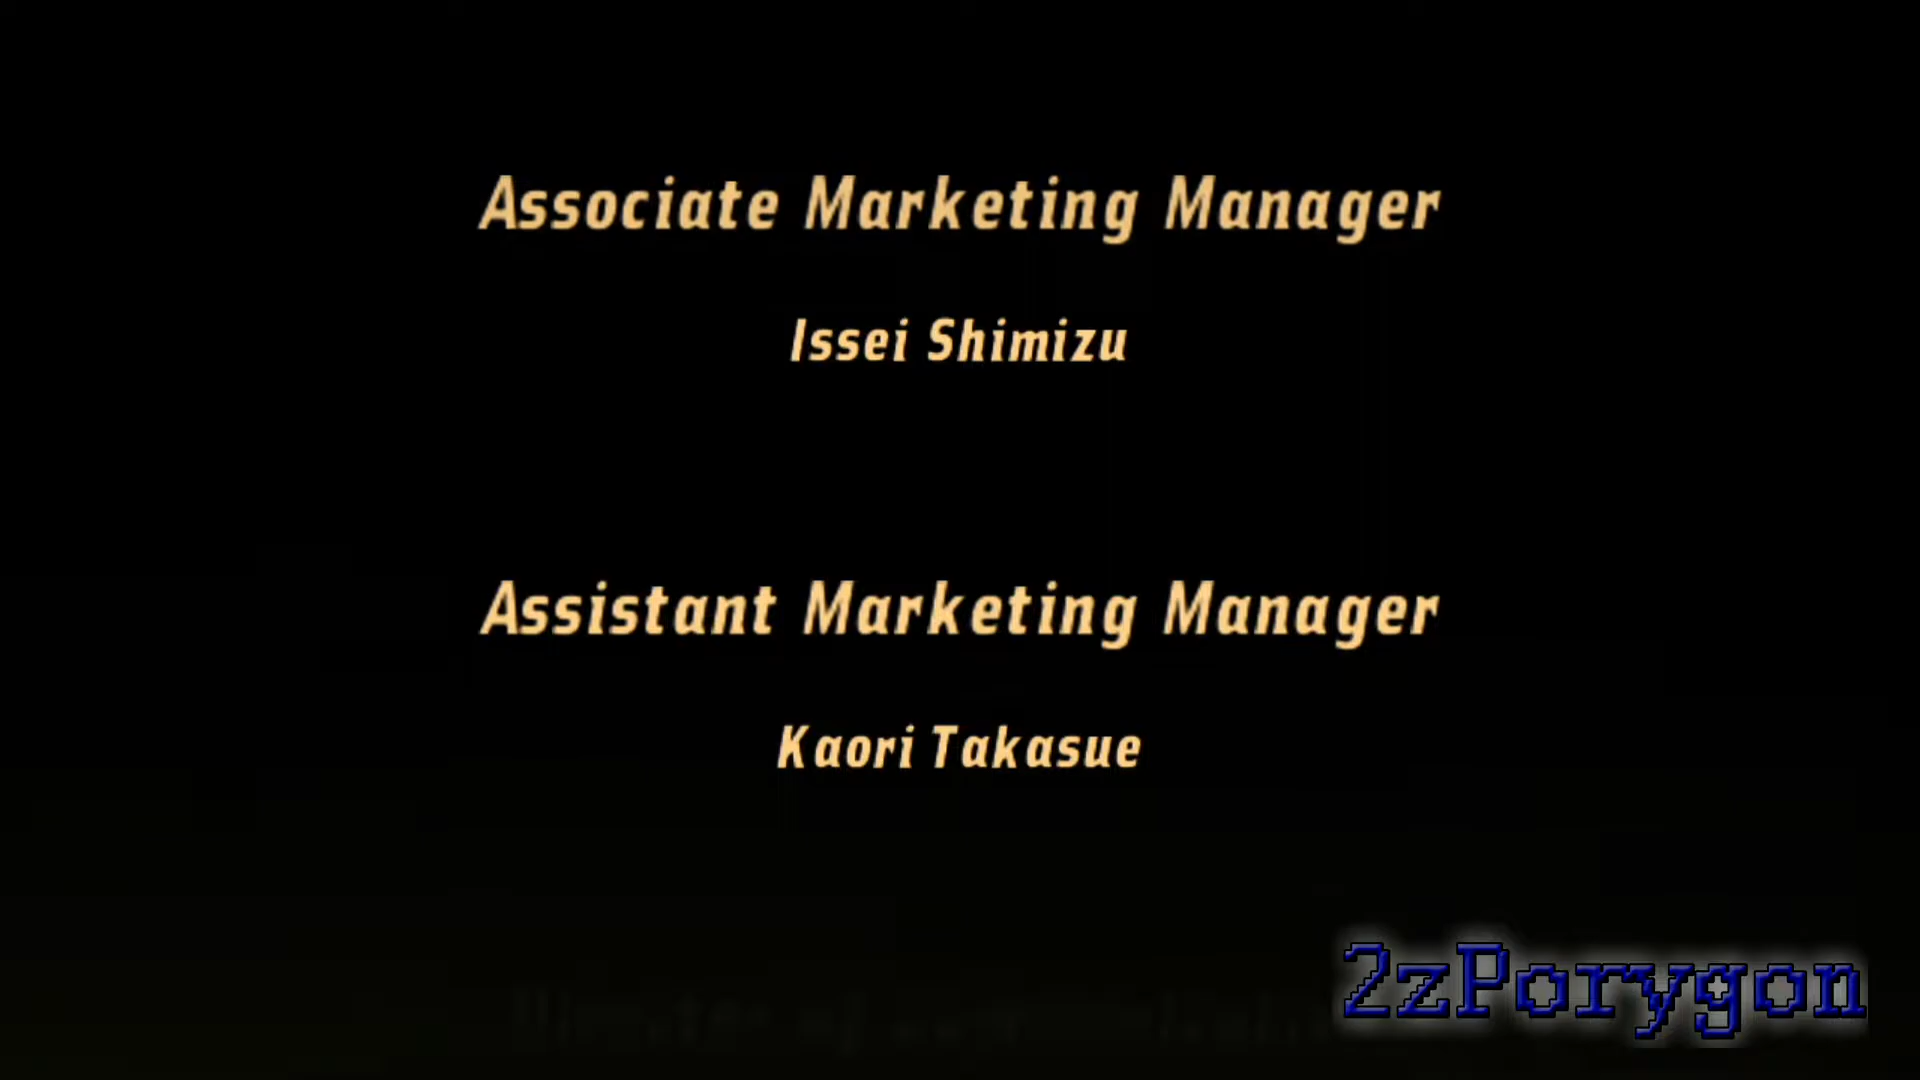 Associate Marketing Manager
Issei Shimizu
Assistant Marketing Manager
Kaori Takasue
2zPorygon